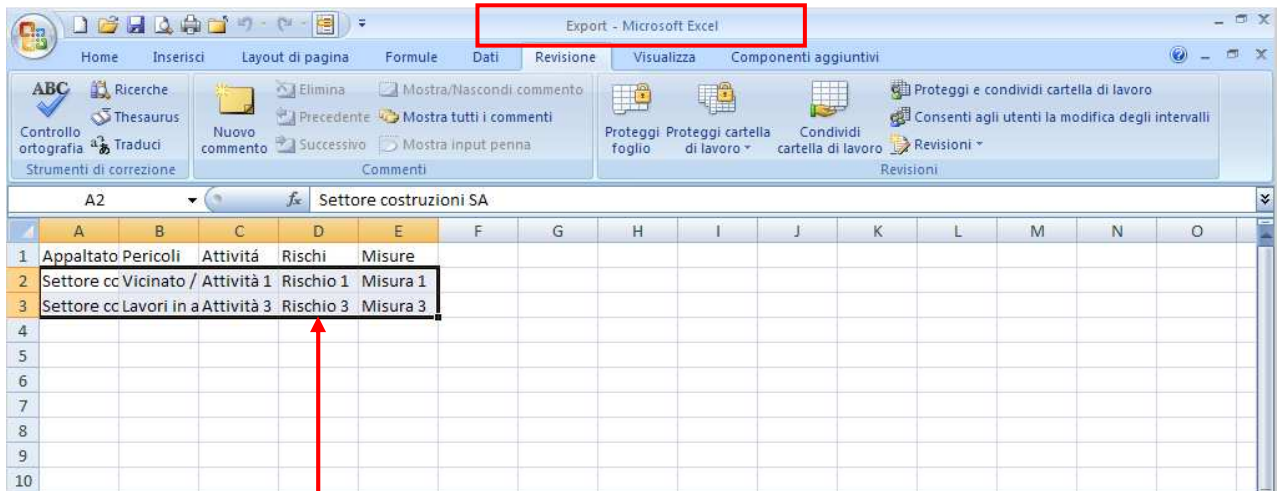 Export - Microsoft Excel
Home Inserisci Layout di pagina Formule Dati Revisione Visualizza Componenti aggiuntivi
ABC Ricerche Elimina Mostra/Nascondi commento Proteggi e condividi cartella di lavoro
Thesaurus Precedente Mostra tutti i commenti Consenti agli utenti la modifica degli intervalli
Controllo ortografia Traduci Nuovo commento Successivo Mostra input penna Proteggi foglio Proteggi cartella di lavoro Condividi cartella di lavoro Revisioni
Strumenti di correzione Commenti Revisioni
A2 fx Settore costruzioni SA
A B C D E F G H I J K L M N O
1 Appaltato Pericoli Attivitá Rischi Misure
2 Settore co Vicinato / Attività 1 Rischio 1 Misura 1
3 Settore co Lavori in a Attività 3 Rischio 3 Misura 3
4
5
6
7
8
9
10